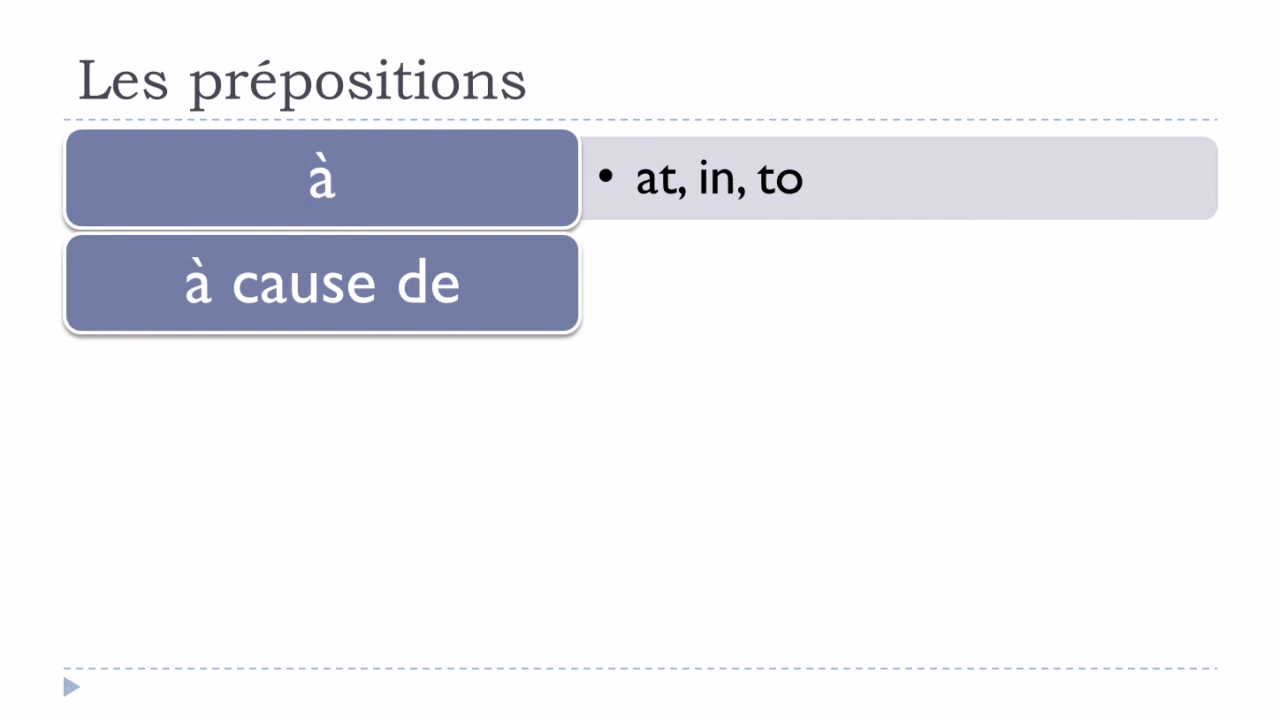 Les prépositions
à
• at, in, to
à cause de